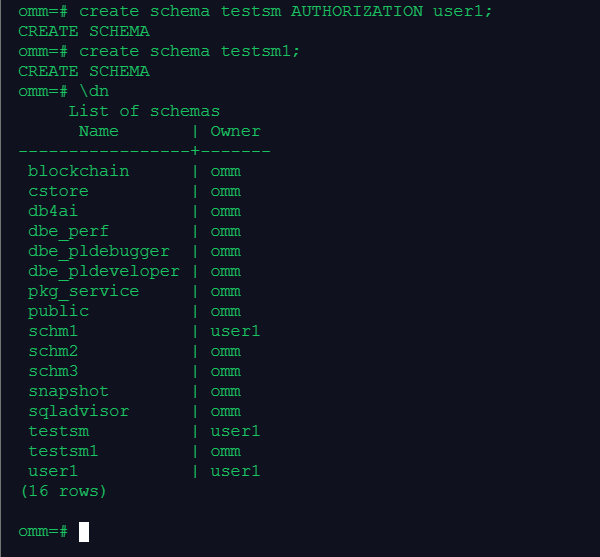 omm=# create schema testsm AUTHORIZATION user1;
CREATE SCHEMA
omm=# create schema testsm1;
CREATE SCHEMA
omm=# \dn
     List of schemas
      Name       | Owner
-----------------+-------
 blockchain      | omm
 cstore          | omm
 db4ai           | omm
 dbe_perf        | omm
 dbe_pldebugger  | omm
 dbe_pldeveloper | omm
 pkg_service     | omm
 public          | omm
 schm1           | user1
 schm2           | omm
 schm3           | omm
 snapshot        | omm
 sqladvisor      | omm
 testsm          | user1
 testsm1         | omm
 user1           | user1
(16 rows)
omm=#